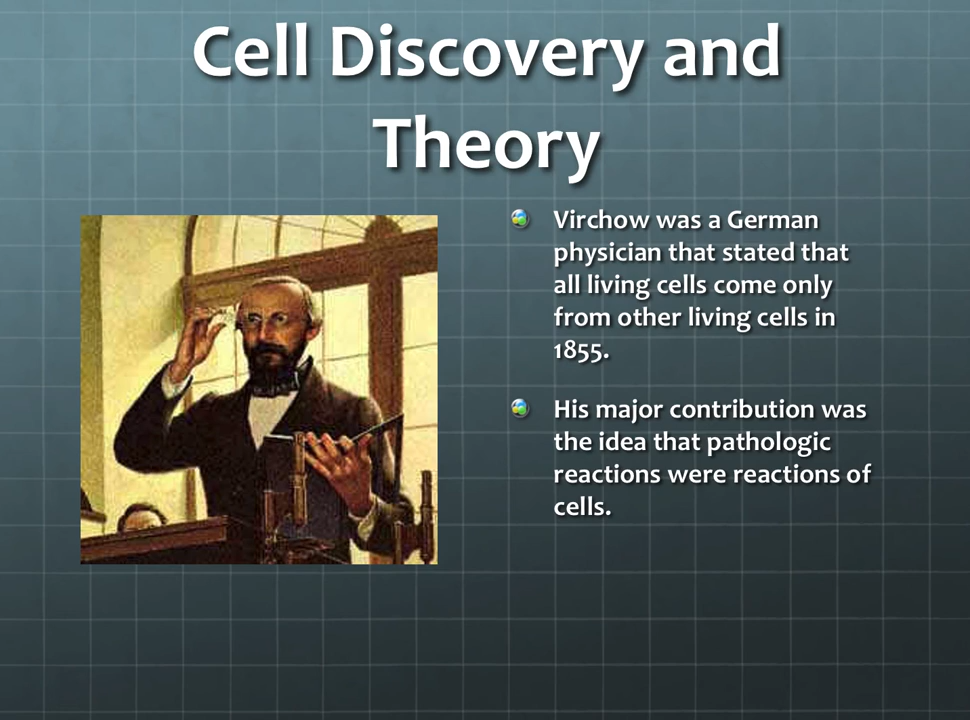 Cell Discovery and
Theory
Virchow was a German
physician that stated that
all living cells come only
from other living cells in
1855.
His major contribution was
the idea that pathologic
reactions were reactions of
cells.